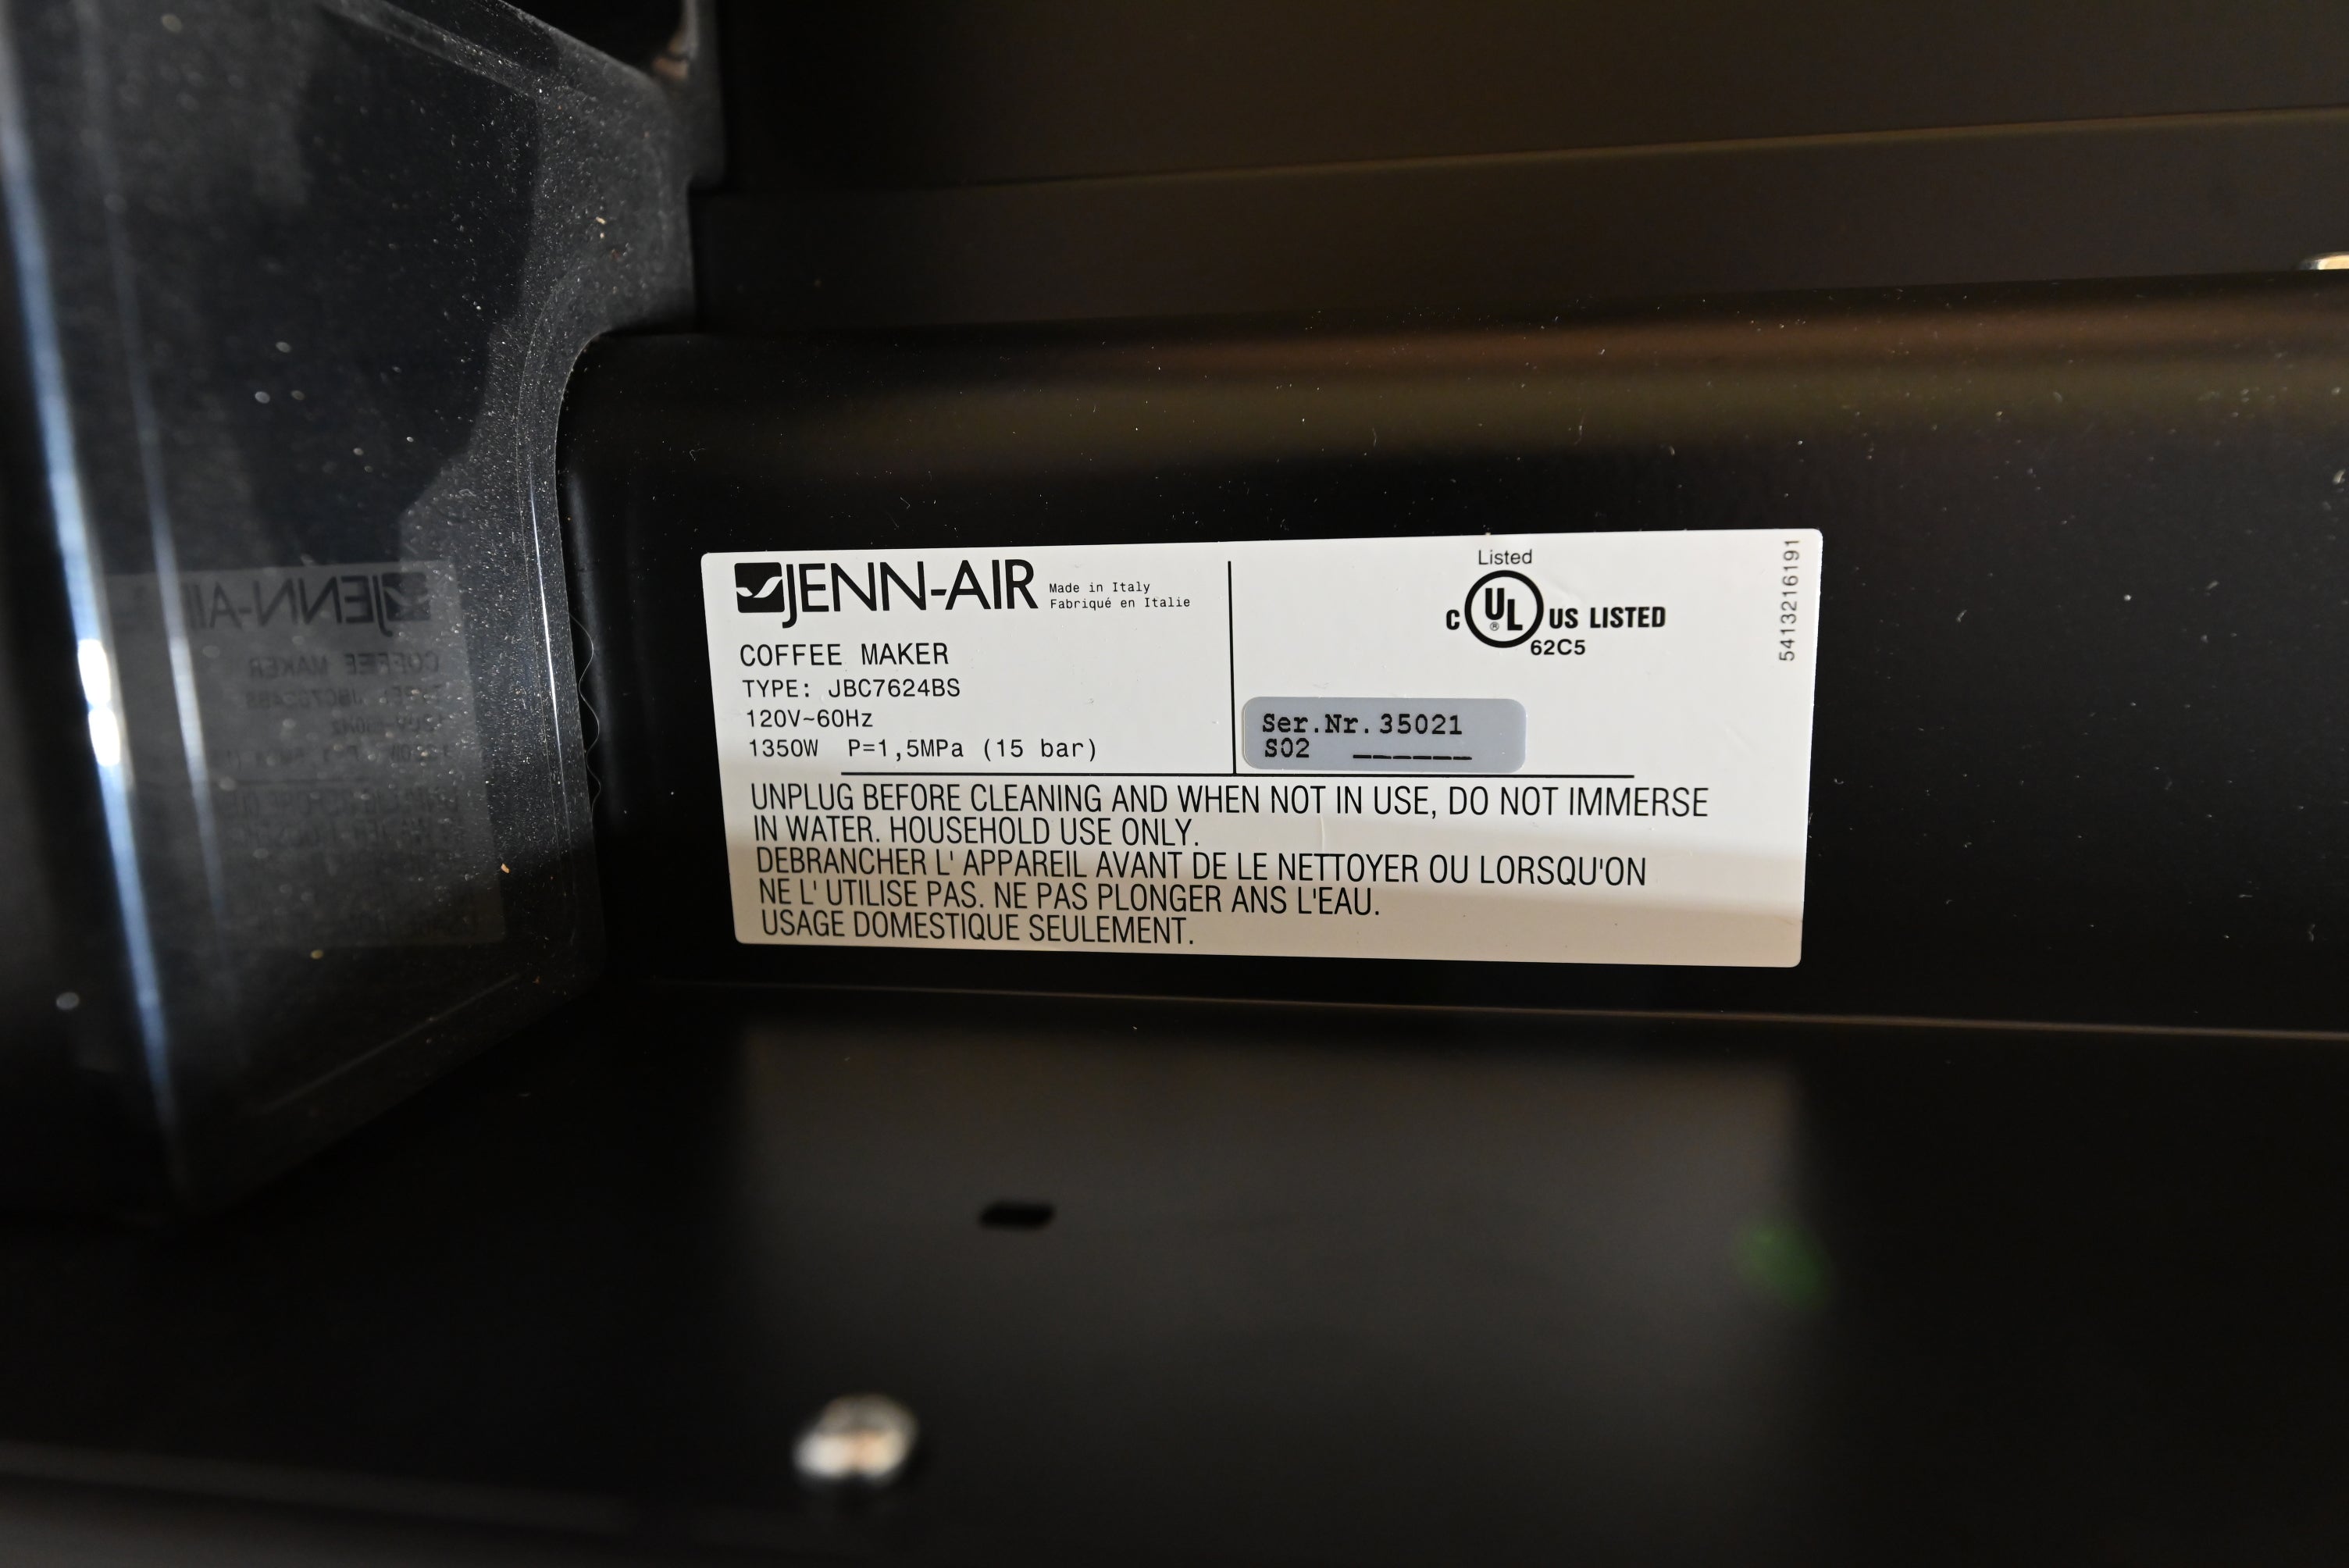 JENN-AIR Made in Italy
Fabriqué en Italie
COFFEE MAKER
TYPE: JBC7624BS
120V~60Hz
1350W P=1,5MPa (15 bar)
Listed
C UL ® US LISTED
62C5
5413216191
Ser.Nr.35021
S02 ______
UNPLUG BEFORE CLEANING AND WHEN NOT IN USE, DO NOT IMMERSE
IN WATER. HOUSEHOLD USE ONLY.
DEBRANCHER L' APPAREIL AVANT DE LE NETTOYER OU LORSQU'ON
NE L' UTILISE PAS. NE PAS PLONGER ANS L'EAU.
USAGE DOMESTIQUE SEULEMENT.